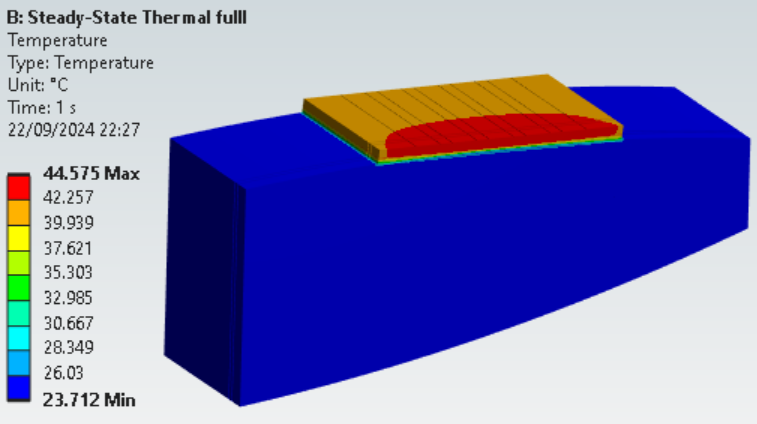 B: Steady-State Thermal fulll
Temperature
Type: Temperature
Unit: °C
Time: 1 s
22/09/2024 22:27
44.575 Max
42.257
39.939
37.621
35.303
32.985
30.667
28.349
26.03
23.712 Min